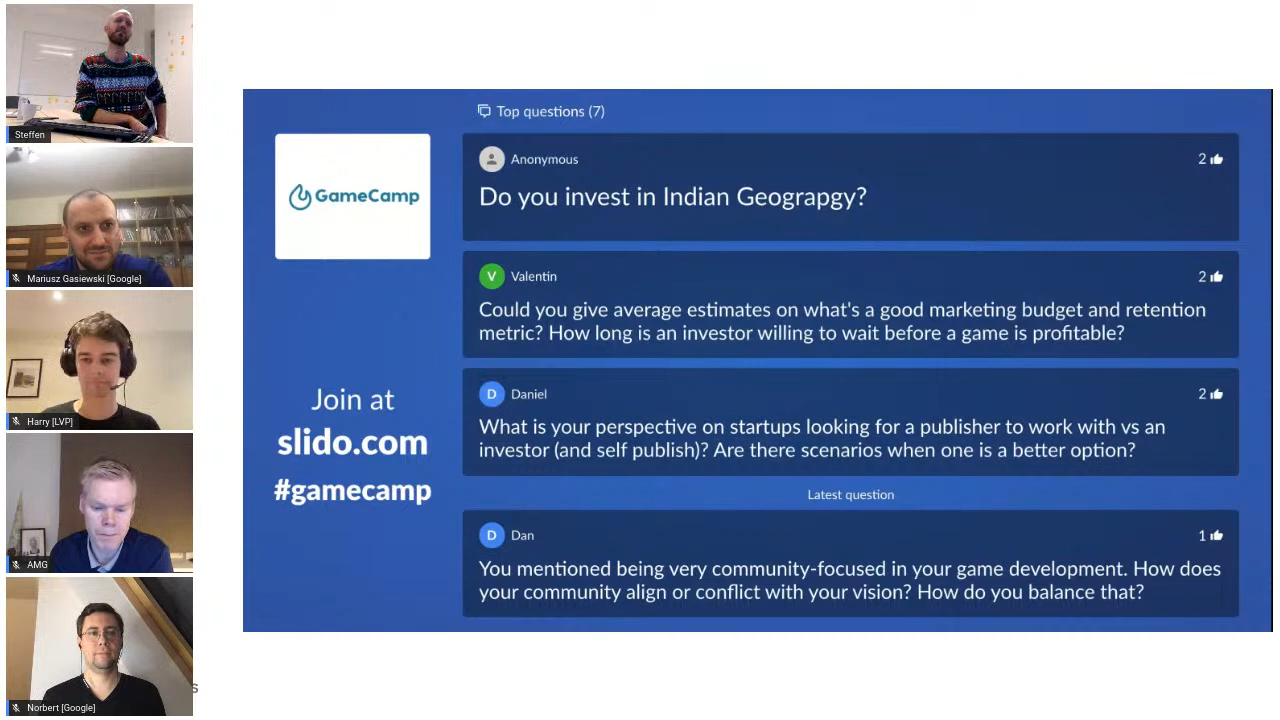 Steffen
Mariusz Gasiewski [Google]
Harry [LVP]
AMG
Norbert [Google]
s
GameCamp
Join at
slido.com
#gamecamp
Top questions (7)
Anonymous
2
Do you invest in Indian Geograpgy?
V
Valentin
2
Could you give average estimates on what's a good marketing budget and retention
metric? How long is an investor willing to wait before a game is profitable?
D
Daniel
2
What is your perspective on startups looking for a publisher to work with vs an
investor (and self publish)? Are there scenarios when one is a better option?
Latest question
D
Dan
1
You mentioned being very community-focused in your game development. How does
your community align or conflict with your vision? How do you balance that?